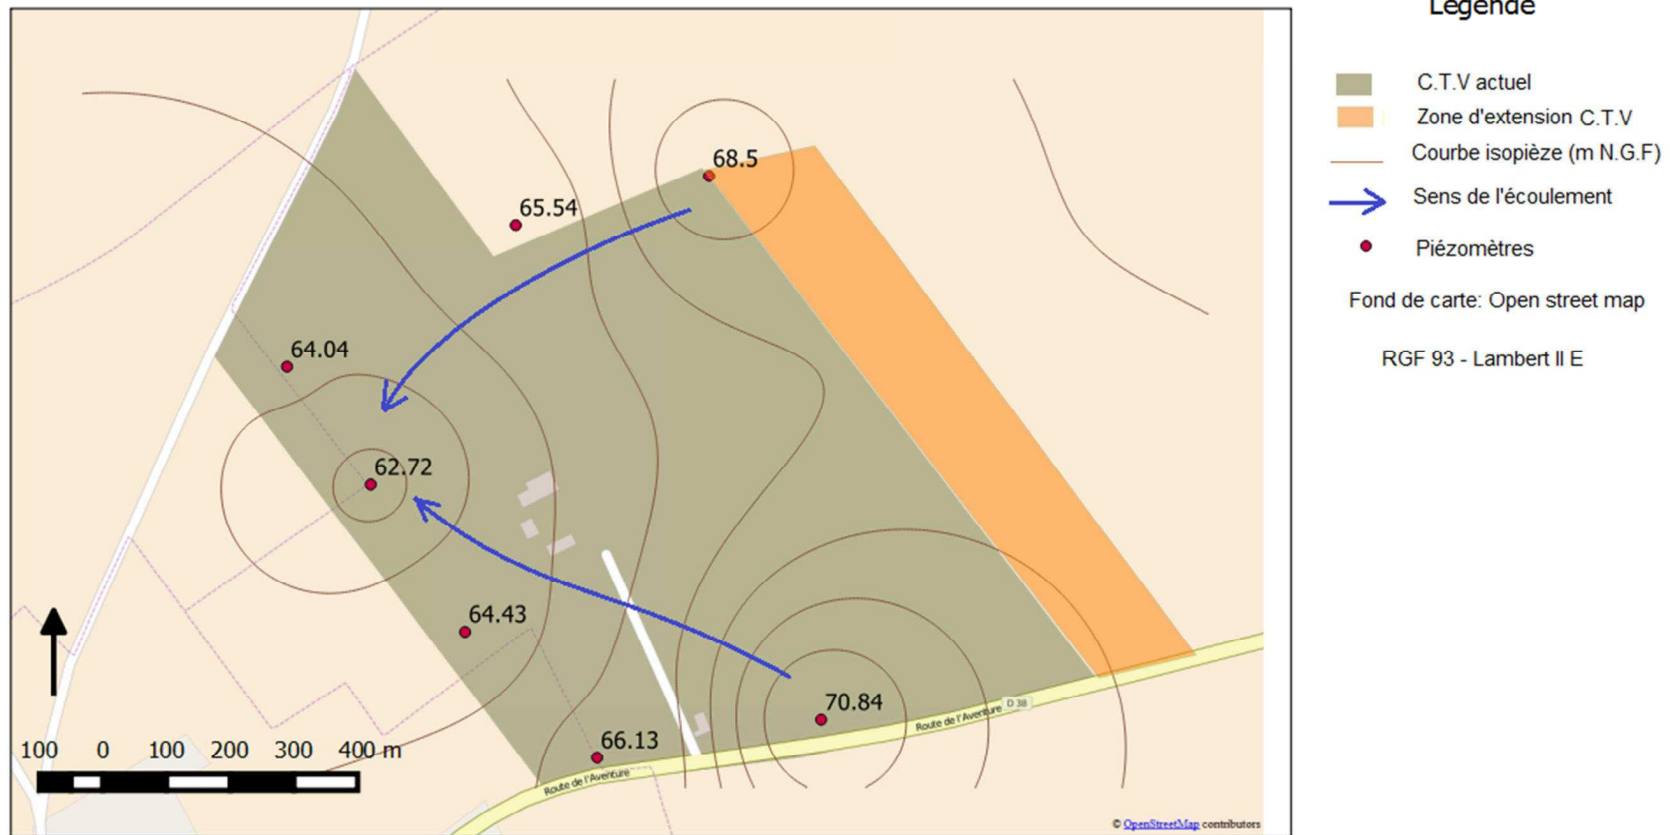 Légende
C.T.V actuel
Zone d'extension C.T.V
Courbe isopièze (m N.G.F)
Sens de l'écoulement
Piézomètres
Fond de carte: Open street map
RGF 93 - Lambert II E
68.5
65.54
64.04
62.72
64.43
70.84
66.13
Route de l'Aventure D 38
Route de l'Aventure
100 0 100 200 300 400 m
© OpenStreetMap contributors